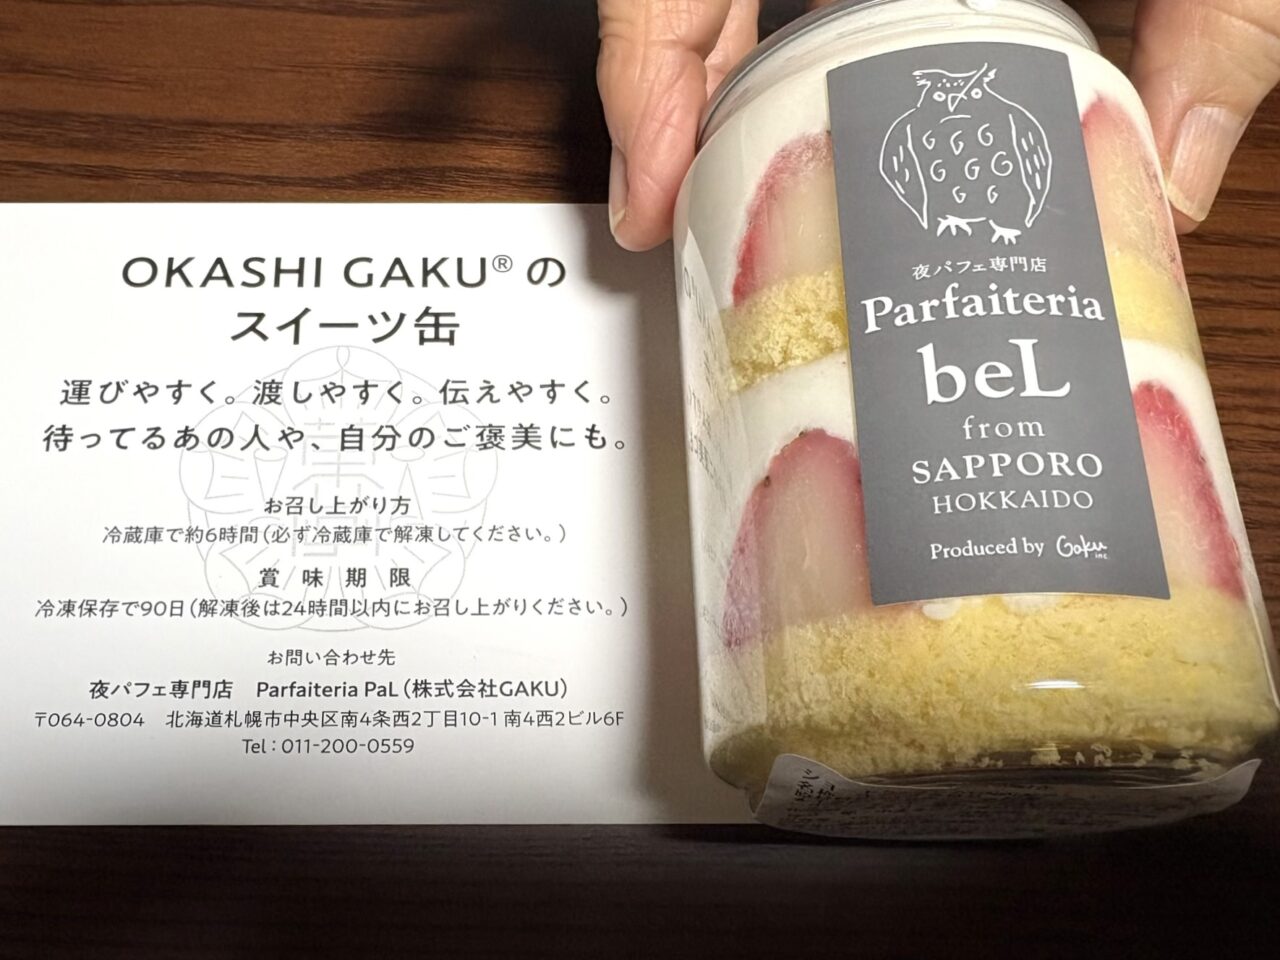 OKASHI GAKU® の
スイーツ缶
運びやすく。渡しやすく。伝えやすく。
待ってるあの人や、自分のご褒美にも。
お召し上がり方
冷蔵庫で約6時間（必ず冷蔵庫で解凍してください。）
賞味期限
冷凍保存で90日（解凍後は24時間以内にお召し上がりください。）
お問い合わせ先
夜パフェ専門店 Parfaiteria PaL（株式会社GAKU）
〒064-0804 北海道札幌市中央区南4条西2丁目10-1 南4西2ビル6F
Tel：011-200-0559
夜パフェ専門店
Parfaiteria
beL
from
SAPPORO
HOKKAIDO
Produced by Gaku inc.